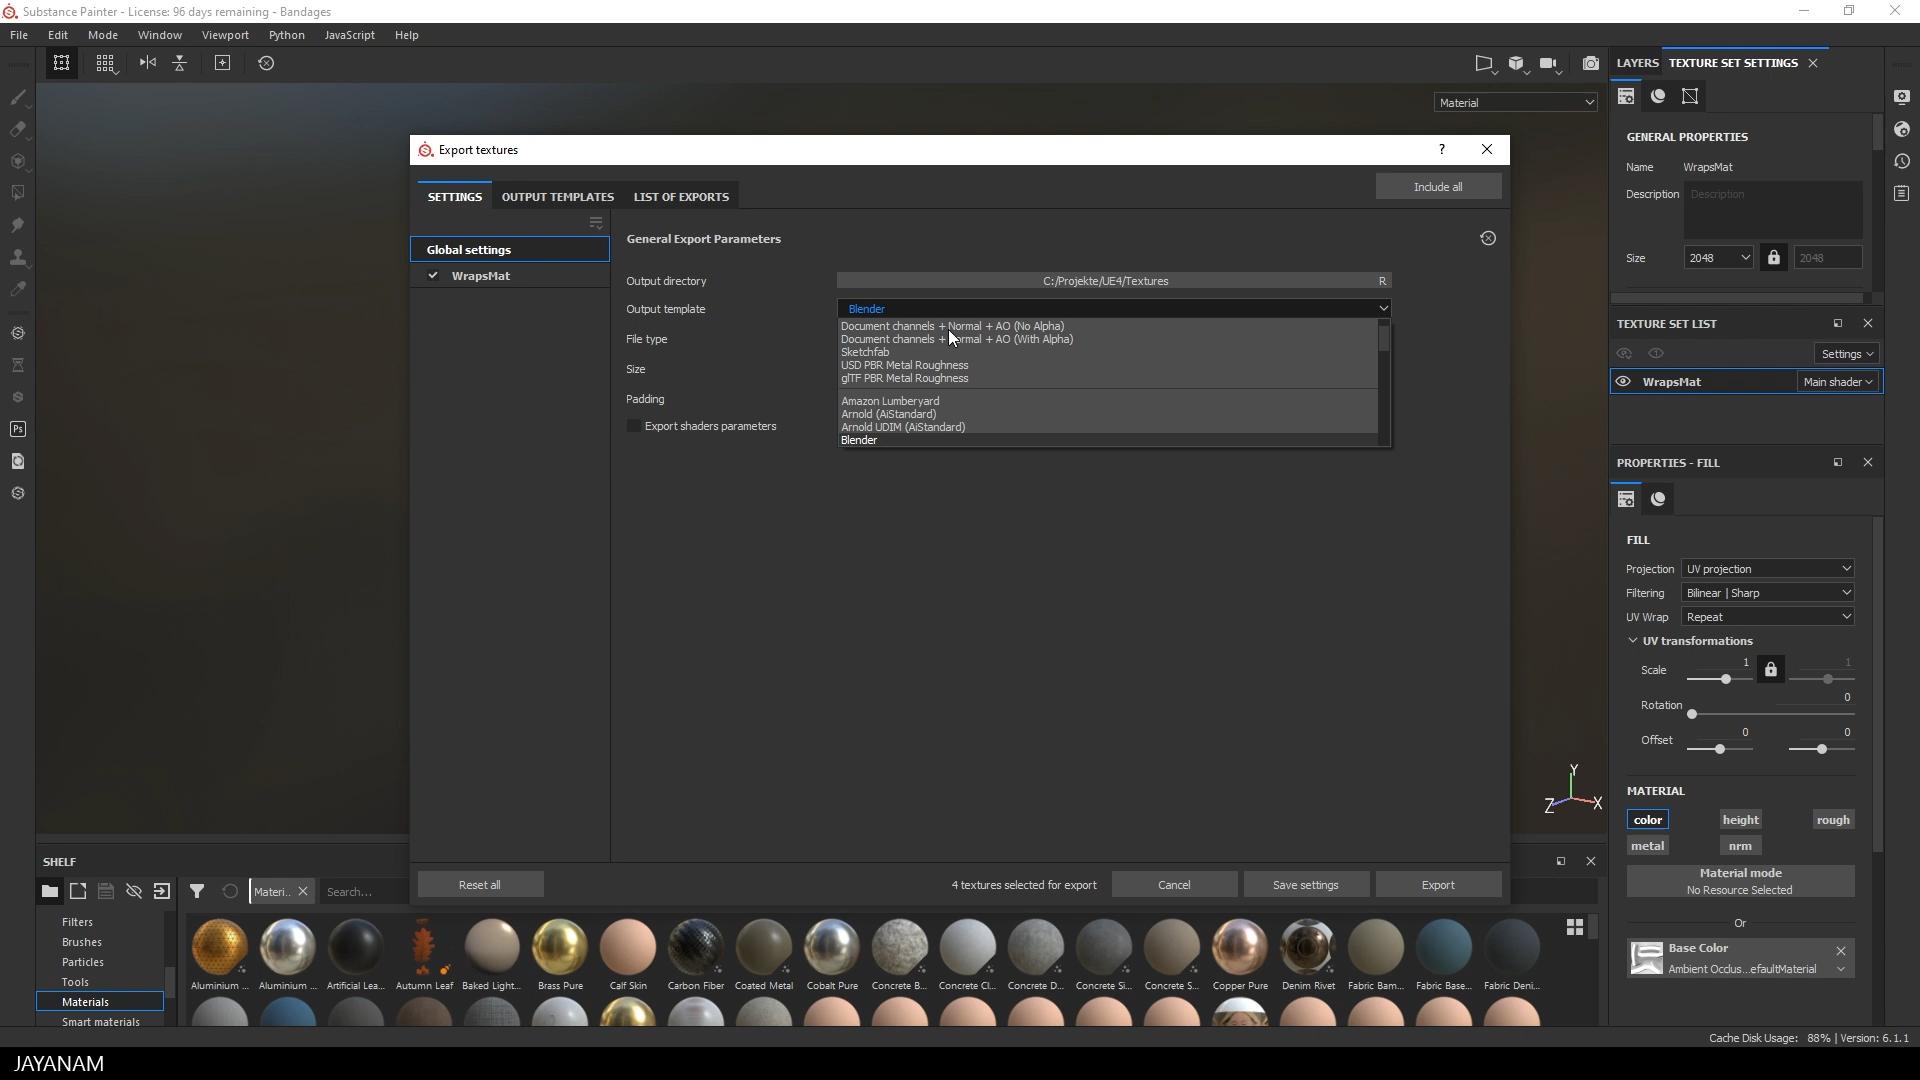 Substance Painter - License: 96 days remaining - Bandages
File Edit Mode Window Viewport Python JavaScript Help
Material
LAYERS TEXTURE SET SETTINGS
GENERAL PROPERTIES
Name WrapsMat
Description Description
Size 2048 2048
TEXTURE SET LIST
Settings
WrapsMat Main shader
PROPERTIES - FILL
FILL
Projection UV projection
Filtering Bilinear | Sharp
UV Wrap Repeat
UV transformations
Scale 1 1
Rotation 0
Offset 0 0
MATERIAL
color height rough
metal nrm
Material mode
No Resource Selected
Or
Base Color
Ambient Occlus...efaultMaterial
Export textures ?
SETTINGS OUTPUT TEMPLATES LIST OF EXPORTS Include all
Global settings
WrapsMat
General Export Parameters
Output directory C:/Projekte/UE4/Textures R
Output template Blender
File type
Size
Padding
Export shaders parameters
Document channels + Normal + AO (No Alpha)
Document channels + Normal + AO (With Alpha)
Sketchfab
USD PBR Metal Roughness
glTF PBR Metal Roughness
Amazon Lumberyard
Arnold (AiStandard)
Arnold UDIM (AiStandard)
Blender
Reset all 4 textures selected for export Cancel Save settings Export
Y
Z X
Ps
SHELF
Materi.. Search...
Filters
Brushes
Particles
Tools
Materials
Smart materials
Aluminium ... Aluminium ... Artificial Lea... Autumn Leaf Baked Light... Brass Pure Calf Skin Carbon Fiber Coated Metal Cobalt Pure Concrete B... Concrete Cl... Concrete D... Concrete Si... Concrete S... Copper Pure Denim Rivet Fabric Bam... Fabric Base... Fabric Deni...
Cache Disk Usage: 88% | Version: 6.1.1
JAYANAM